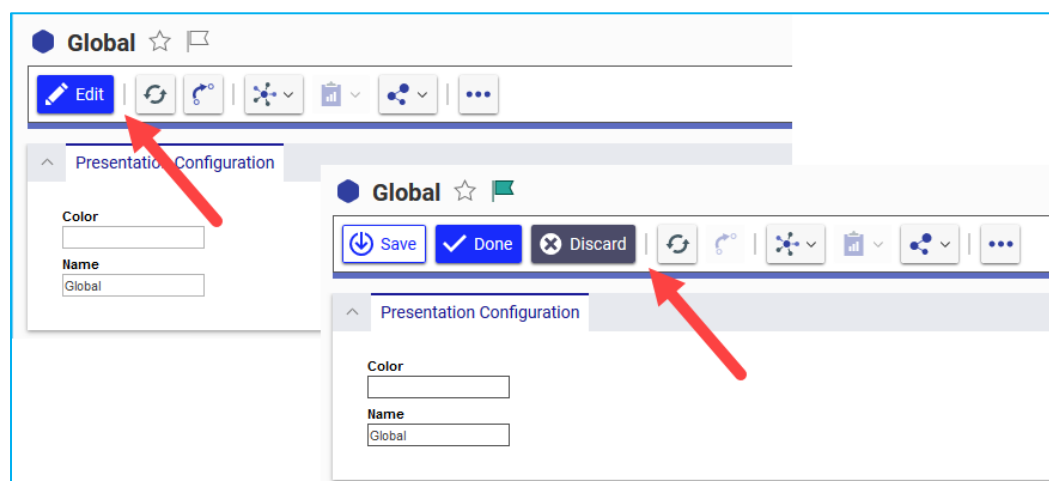 Global
Edit
Presentation Configuration
Color
Name
Global
Global
Save Done Discard
Presentation Configuration
Color
Name
Global